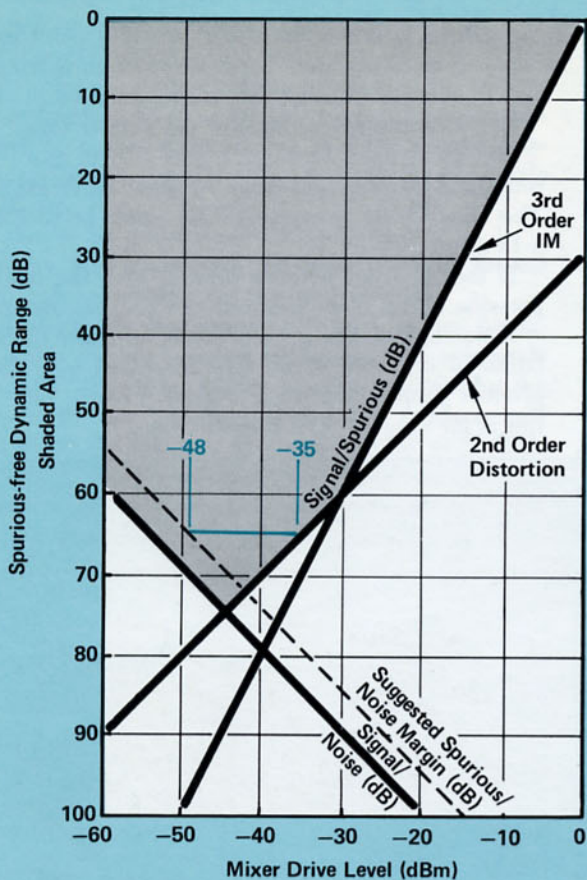 0
10
20
30
40
50
60
70
80
90
100
Spurious-free Dynamic Range (dB)
Shaded Area
3rd
Order
IM
Signal/Spurious (dB)
2nd Order
Distortion
−48
−35
Suggested Spurious/
Noise Margin (dB)
Signal/
Noise (dB)
−60
−50
−40
−30
−20
−10
0
Mixer Drive Level (dBm)